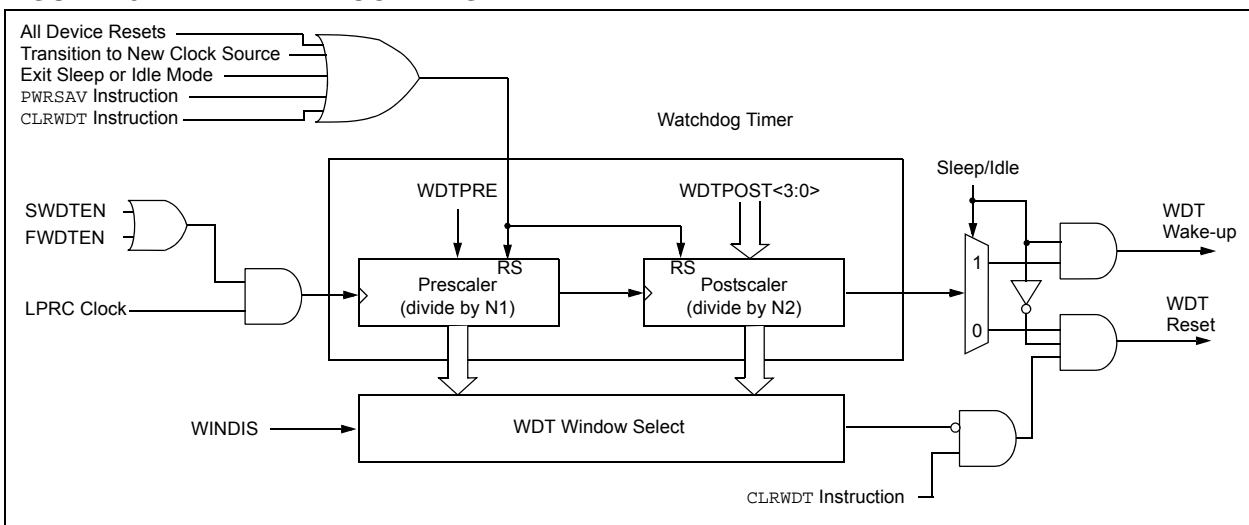 All Device Resets
Transition to New Clock Source
Exit Sleep or Idle Mode
PWRSAV Instruction
CLRWDT Instruction
Watchdog Timer
Sleep/Idle
WDTPRE
WDTPOST<3:0>
SWDTEN
FWDTEN
WDT
Wake-up
RS
RS
1
Prescaler
(divide by N1)
Postscaler
(divide by N2)
LPRC Clock
WDT
Reset
0
WINDIS
WDT Window Select
CLRWDT Instruction